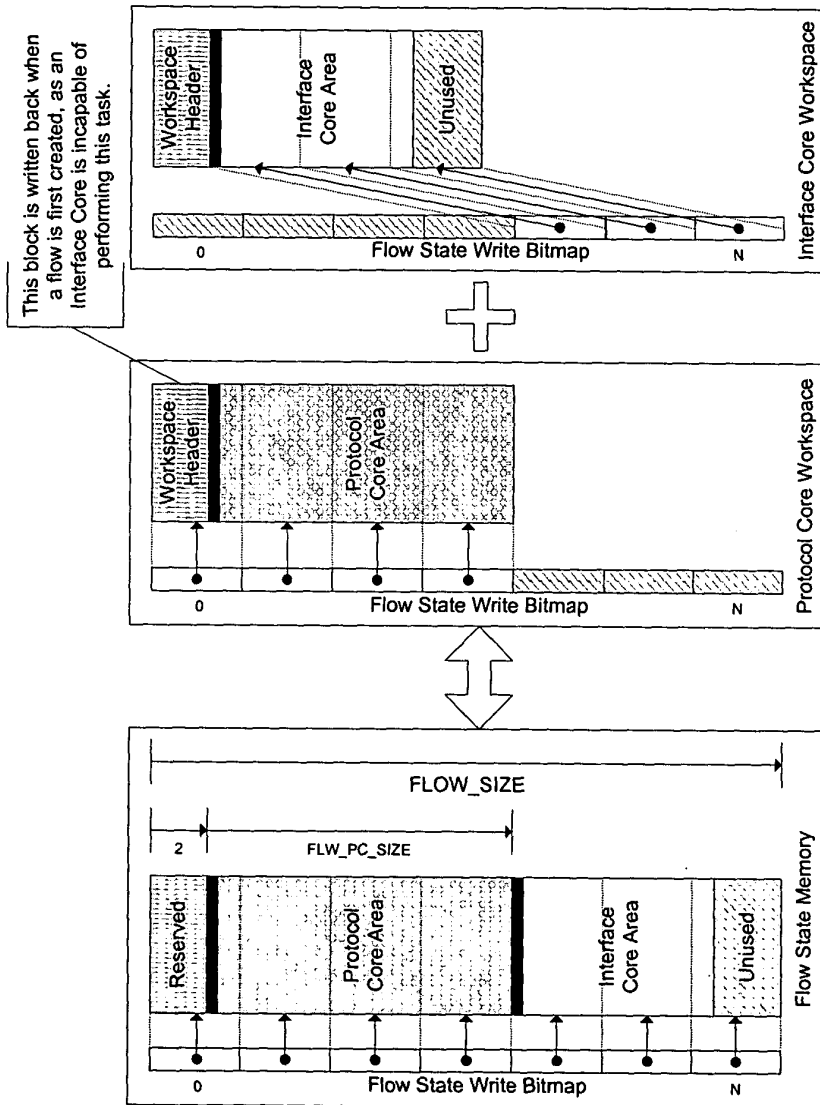 This block is written back when
a flow is first created, as an
Interface Core is incapable of
performing this task.
Workspace
Header
Interface
Core Area
Unused
0
Flow State Write Bitmap
N
Interface Core Workspace
Workspace
Header
Protocol
Core Area
0
Flow State Write Bitmap
N
Protocol Core Workspace
FLOW_SIZE
2
FLW_PC_SIZE
Reserved
Protocol
Core Area
Interface
Core Area
Unused
0
Flow State Write Bitmap
N
Flow State Memory